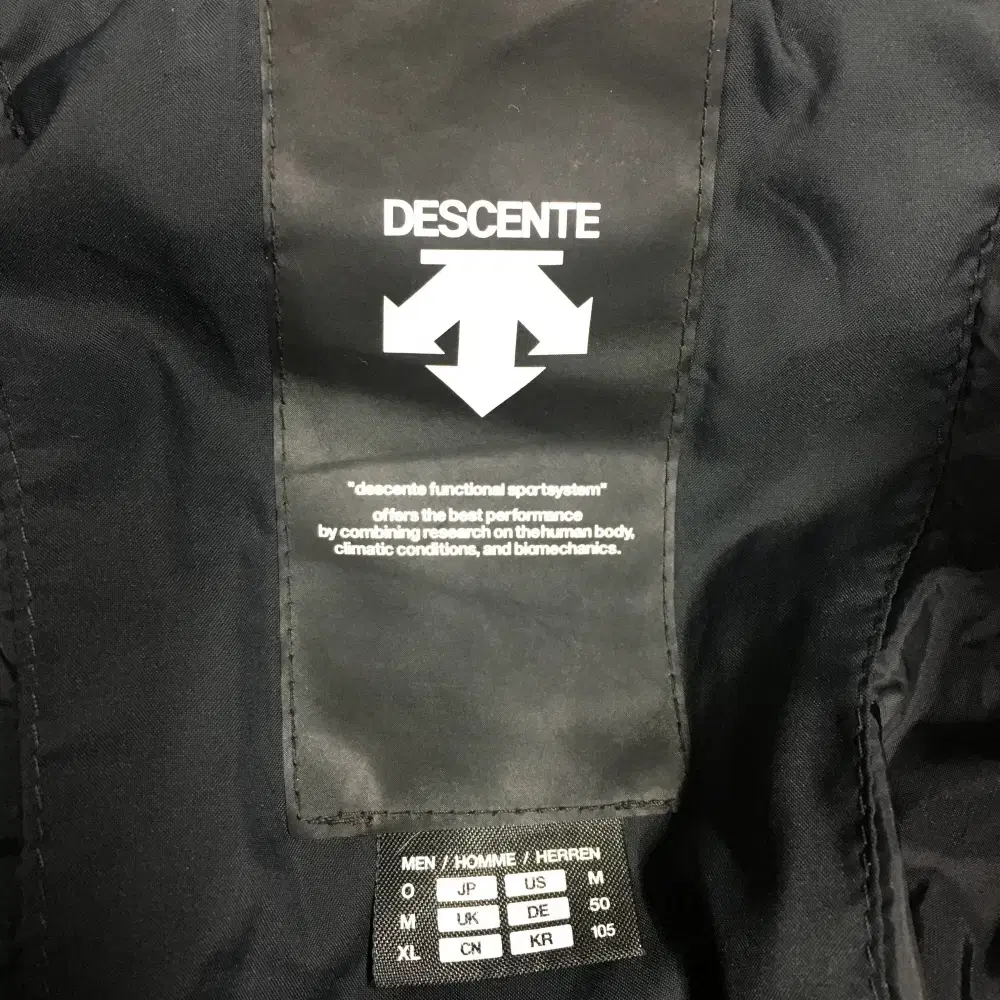 DESCENTE
"descente functional sportsystem"
offers the best performance
by combining research on the human body,
climatic conditions, and biomechanics.
MEN / HOMME / HERREN
O JP US M
M UK DE 50
XL CN KR 105